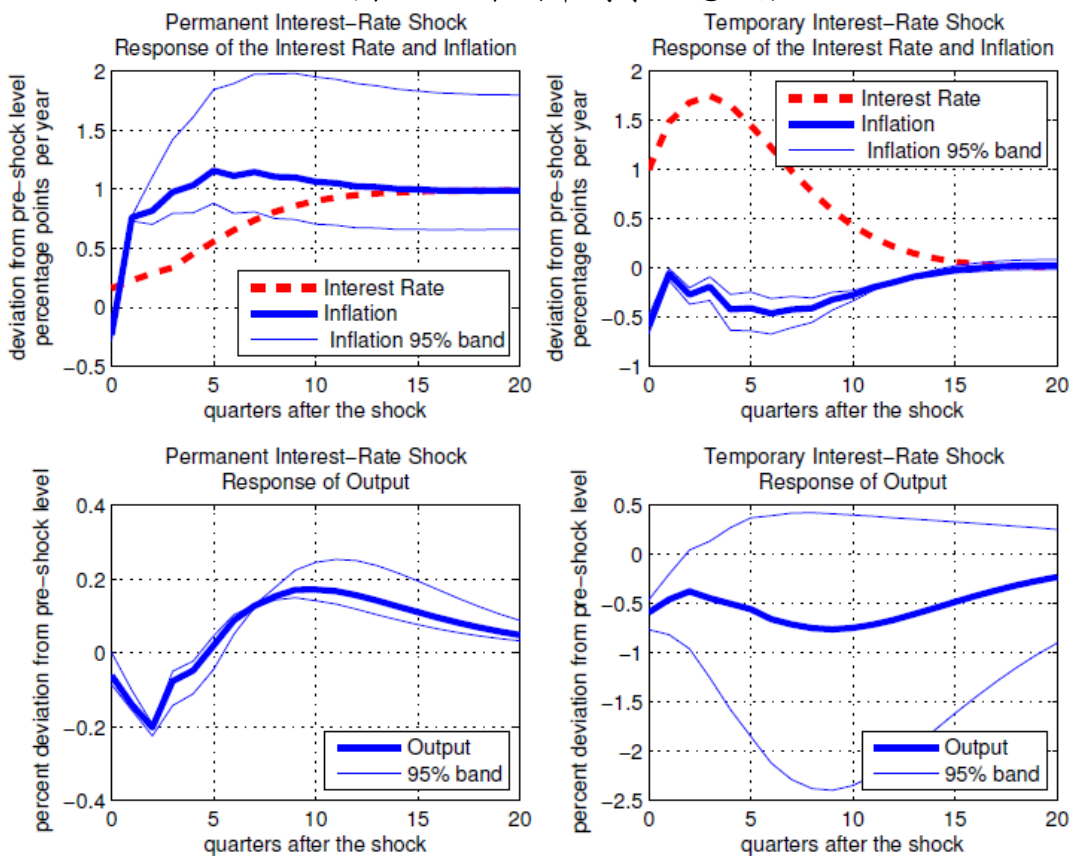 Permanent Interest-Rate Shock
Response of the Interest Rate and Inflation
deviation from pre-shock level
percentage points per year
2
1.5
1
0.5
0
-0.5
Interest Rate
Inflation
Inflation 95% band
0
5
10
15
20
quarters after the shock
Temporary Interest-Rate Shock
Response of the Interest Rate and Inflation
deviation from pre-shock level
percentage points per year
2
1.5
1
0.5
0
-0.5
-1
Interest Rate
Inflation
Inflation 95% band
0
5
10
15
20
quarters after the shock
Permanent Interest-Rate Shock
Response of Output
percent deviation from pre-shock level
0.4
0.2
0
-0.2
-0.4
Output
95% band
0
5
10
15
20
quarters after the shock
Temporary Interest-Rate Shock
Response of Output
percent deviation from pre-shock level
0.5
0
-0.5
-1
-1.5
-2
-2.5
Output
95% band
0
5
10
15
20
quarters after the shock